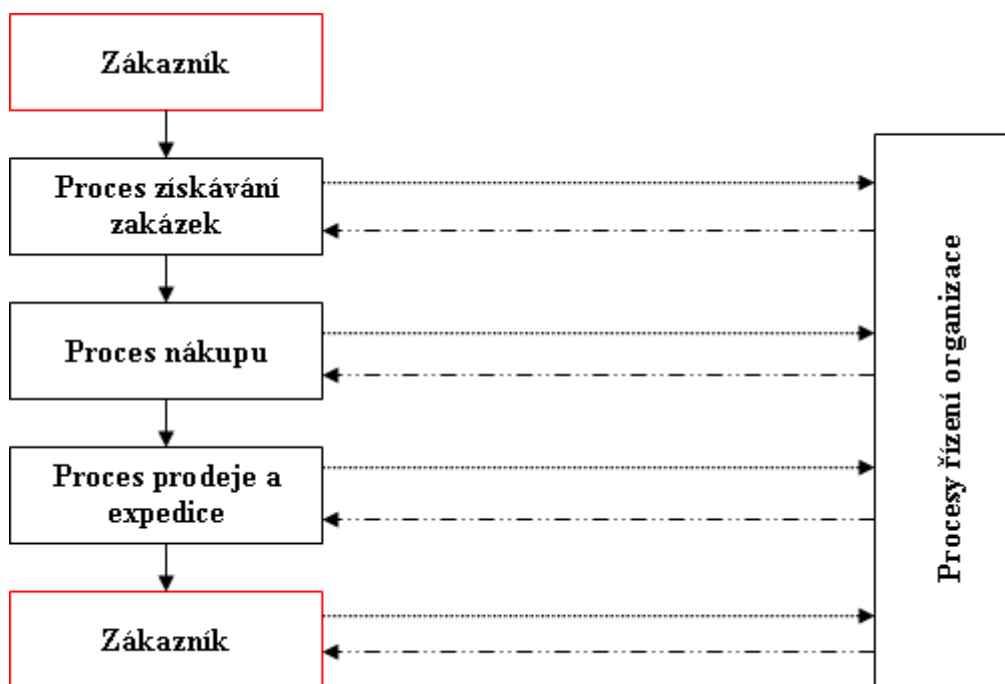 Zákazník
Proces získávání
zakázek
Proces nákupu
Proces prodeje a
expedice
Zákazník
Procesy řízení organizace